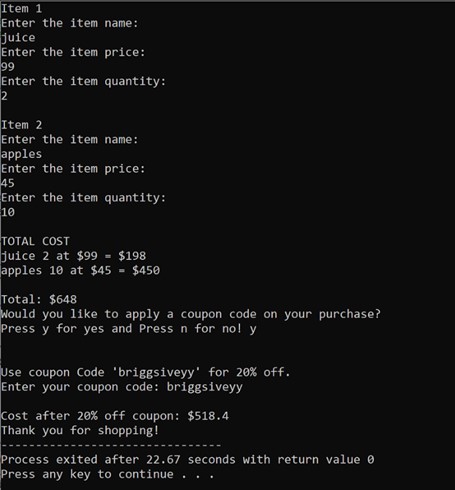 Item 1
Enter the item name:
juice
Enter the item price:
99
Enter the item quantity:
2
Item 2
Enter the item name:
apples
Enter the item price:
45
Enter the item quantity:
10
TOTAL COST
juice 2 at $99 = $198
apples 10 at $45 = $450
Total: $648
Would you like to apply a coupon code on your purchase?
Press y for yes and Press n for no! y
Use coupon Code 'briggsiveyy' for 20% off.
Enter your coupon code: briggsiveyy
Cost after 20% off coupon: $518.4
Thank you for shopping!
--------------------------------
Process exited after 22.67 seconds with return value 0
Press any key to continue . . .